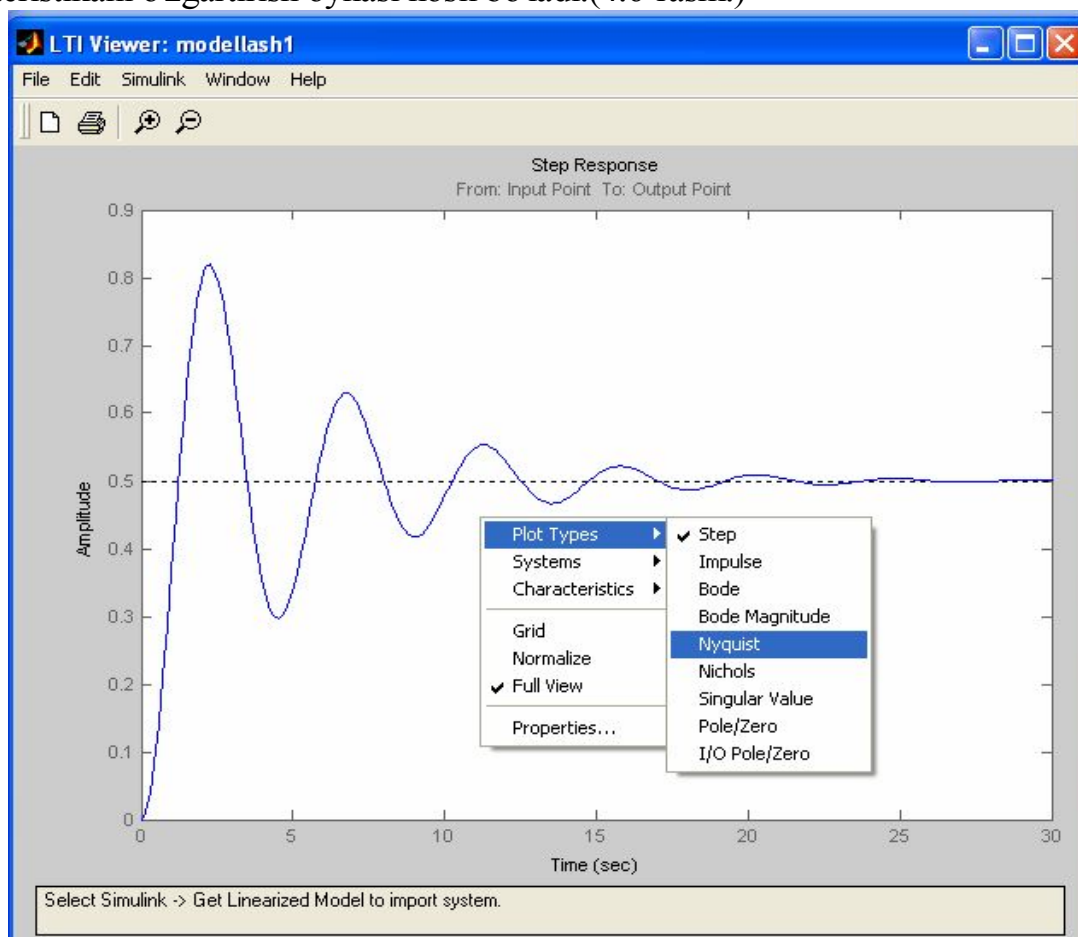 LTI Viewer: modellash1
File Edit Simulink Window Help
Step Response
From: Input Point To: Output Point
0.9
0.8
0.7
0.6
0.5
0.4
0.3
0.2
0.1
0
Amplitude
0 5 10 15 20 25 30
Time (sec)
Plot Types
Systems
Characteristics
Grid
Normalize
Full View
Properties...
Step
Impulse
Bode
Bode Magnitude
Nyquist
Nichols
Singular Value
Pole/Zero
I/O Pole/Zero
Select Simulink -> Get Linearized Model to import system.